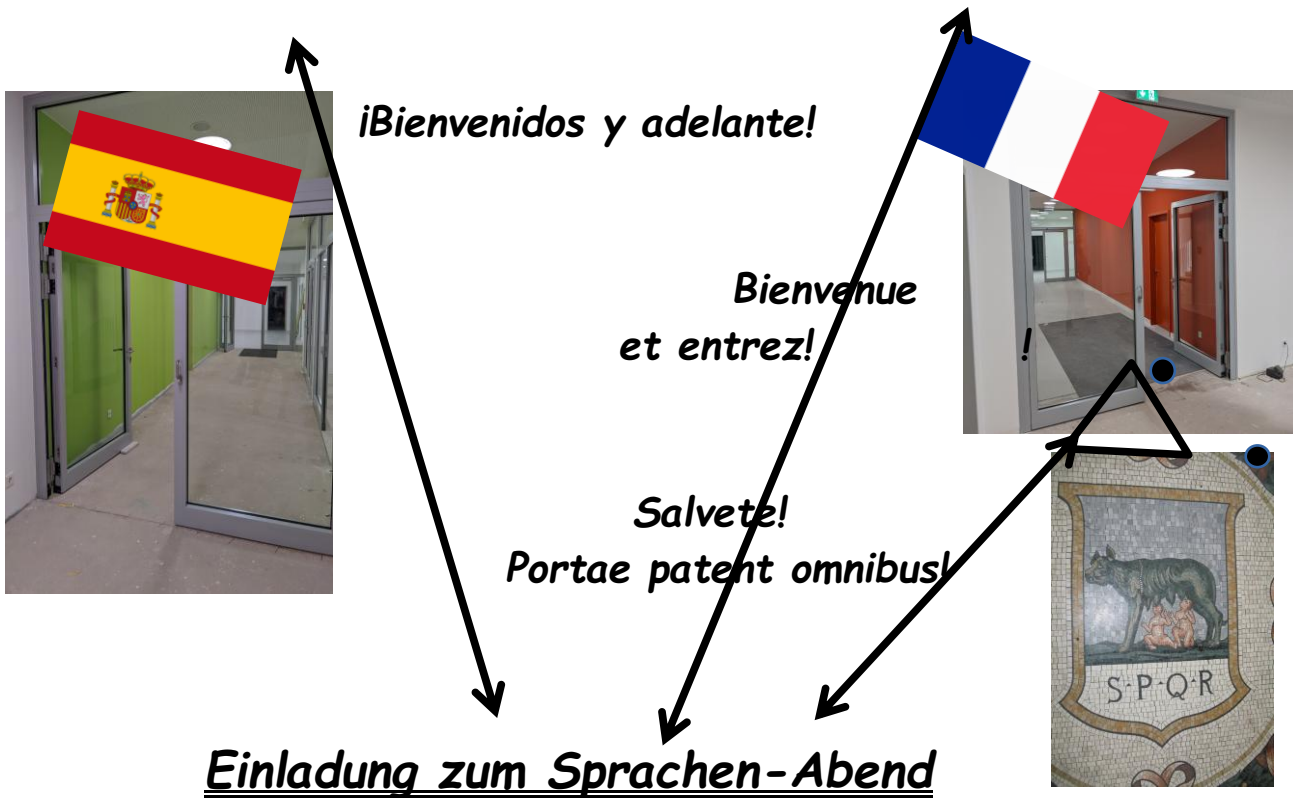 ¡Bienvenidos y adelante!
Bienvenue
et entrez!
!
Salvete!
Portae patent omnibus!
S·P·Q·R
Einladung zum Sprachen-Abend